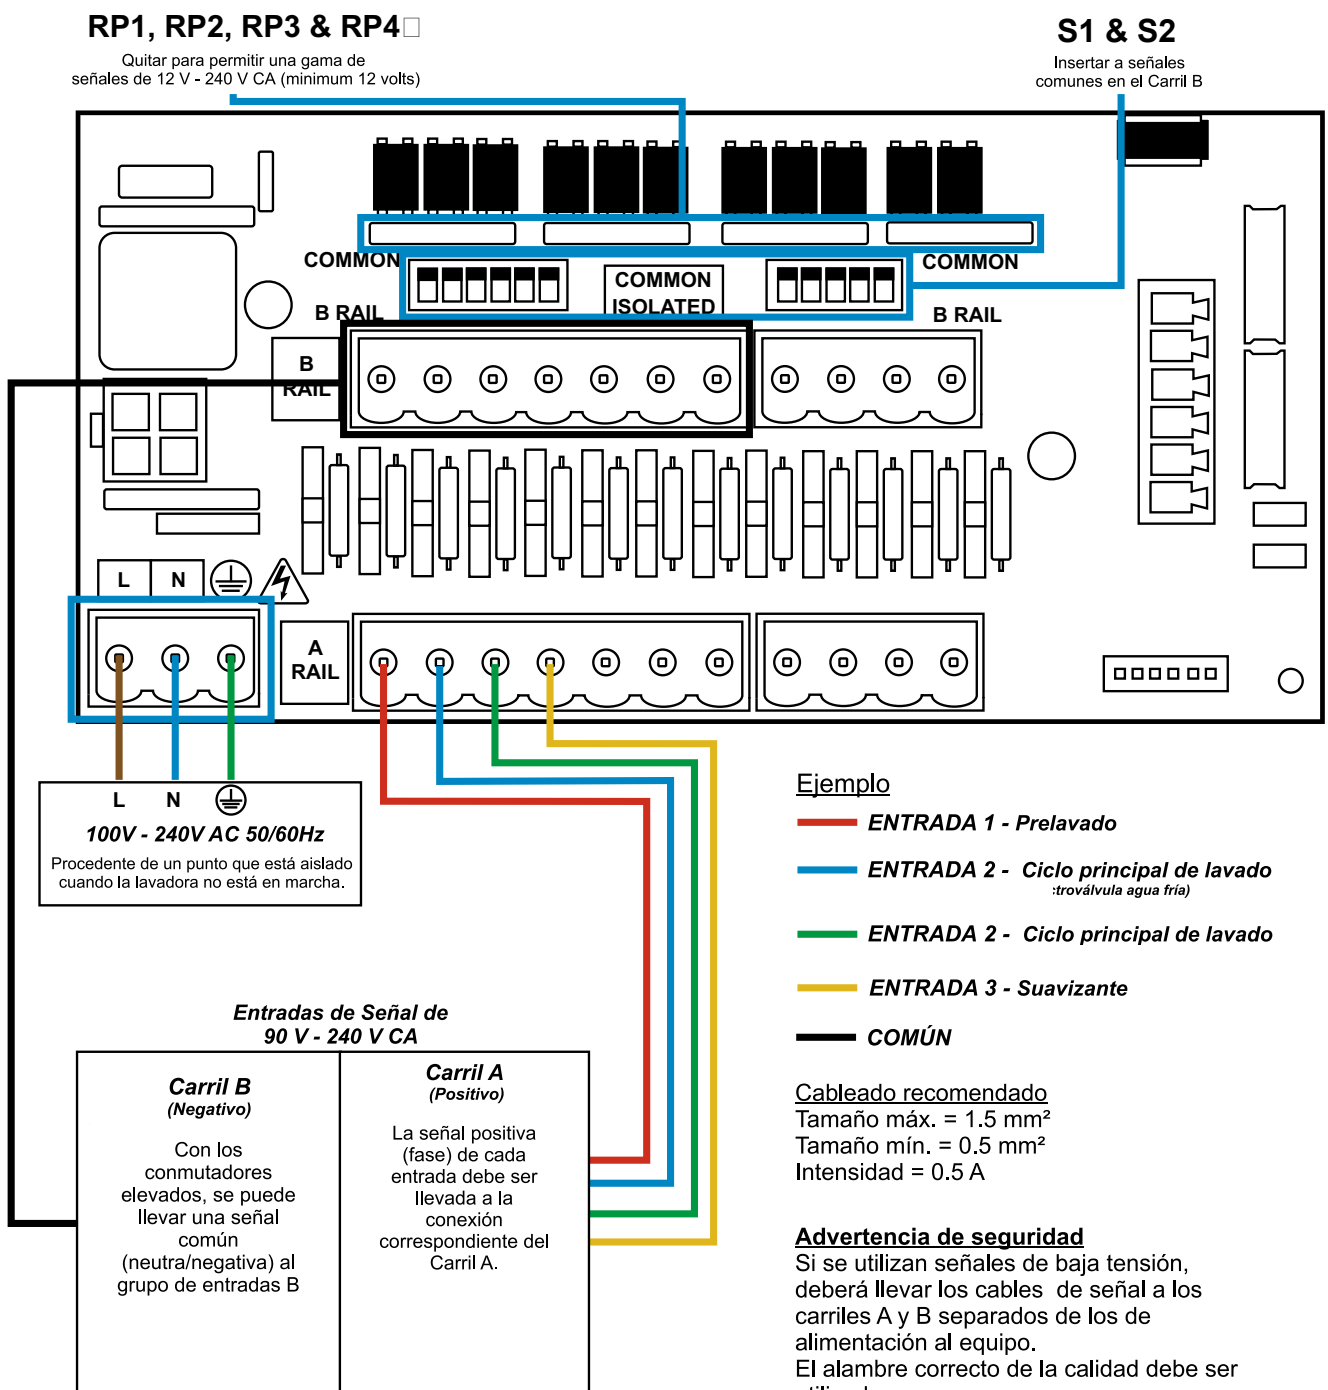 RP1, RP2, RP3 & RP4
Quitar para permitir una gama de
señales de 12 V - 240 V CA (minimum 12 volts)
S1 & S2
Insertar a señales
comunes en el Carril B
COMMON
COMMON
ISOLATED
COMMON
B RAIL
B RAIL
B
RAIL
L
N
A
RAIL
L
N
100V - 240V AC 50/60Hz
Procedente de un punto que está aislado
cuando la lavadora no está en marcha.
Ejemplo
ENTRADA 1 - Prelavado
ENTRADA 2 - Ciclo principal de lavado
troválvula agua fría)
ENTRADA 2 - Ciclo principal de lavado
ENTRADA 3 - Suavizante
COMÚN
Entradas de Señal de
90 V - 240 V CA
Carril B
(Negativo)
Con los
conmutadores
elevados, se puede
llevar una señal
común
(neutra/negativa) al
grupo de entradas B
Carril A
(Positivo)
La señal positiva
(fase) de cada
entrada debe ser
llevada a la
conexión
correspondiente del
Carril A.
Cableado recomendado
Tamaño máx. = 1.5 mm²
Tamaño mín. = 0.5 mm²
Intensidad = 0.5 A
Advertencia de seguridad
Si se utilizan señales de baja tensión,
deberá llevar los cables de señal a los
carriles A y B separados de los de
alimentación al equipo.
El alambre correcto de la calidad debe ser